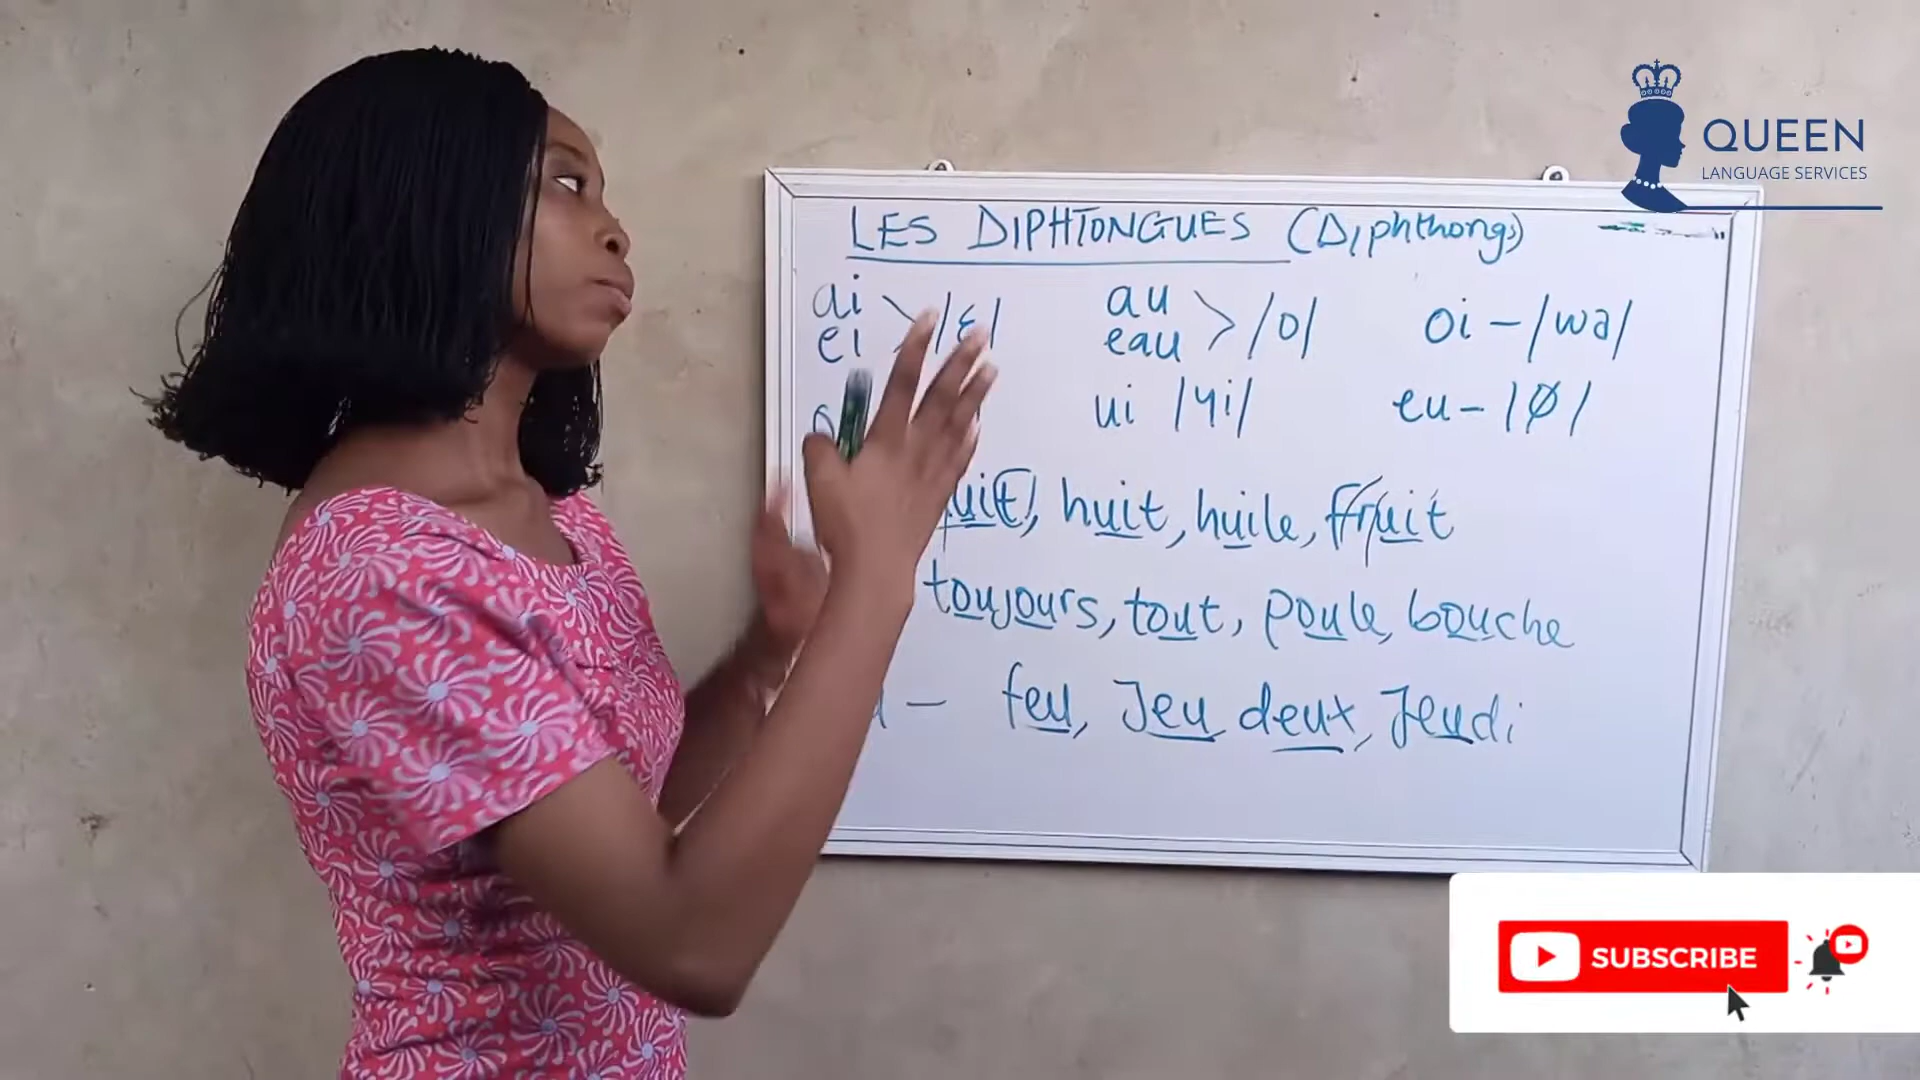 QUEEN
LANGUAGE SERVICES
LES DIPHTONGUES (Diphthongs)
ai
ei > /ɛ/
au
eau > /o/
oi - /wa/
ui /ɥi/
eu - /ø/
huit, huile, fruit
toujours, tout, poule, bouche
- feu, Jeu, deux, Jeudi
SUBSCRIBE